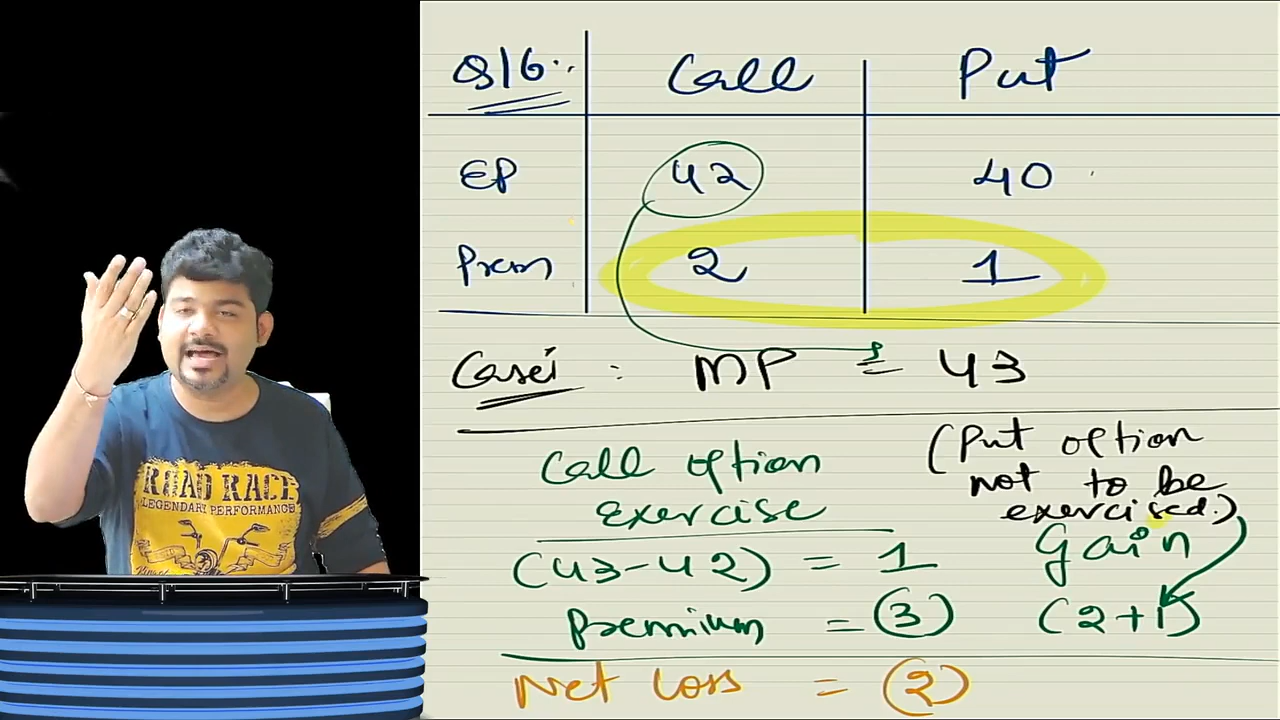 Q16:. Call Put
EP 42 40
Prem 2 1
Case i : MP = 43
Call option exercise
(Put option not to be exercised.)
(43-42) = 1 Gain
Premium = (3) (2+1)
Net Loss = (2)
ROAD RACE
LEGENDARY PERFORMANCE